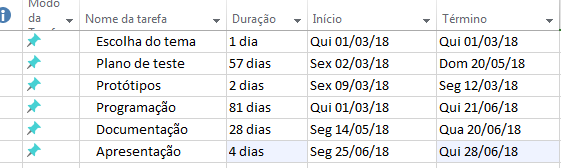 Modo da Tarefa Nome da tarefa Duração Início Término
Escolha do tema 1 dia Qui 01/03/18 Qui 01/03/18
Plano de teste 57 dias Sex 02/03/18 Dom 20/05/18
Protótipos 2 dias Sex 09/03/18 Seg 12/03/18
Programação 81 dias Qui 01/03/18 Qui 21/06/18
Documentação 28 dias Seg 14/05/18 Qua 20/06/18
Apresentação 4 dias Seg 25/06/18 Qui 28/06/18